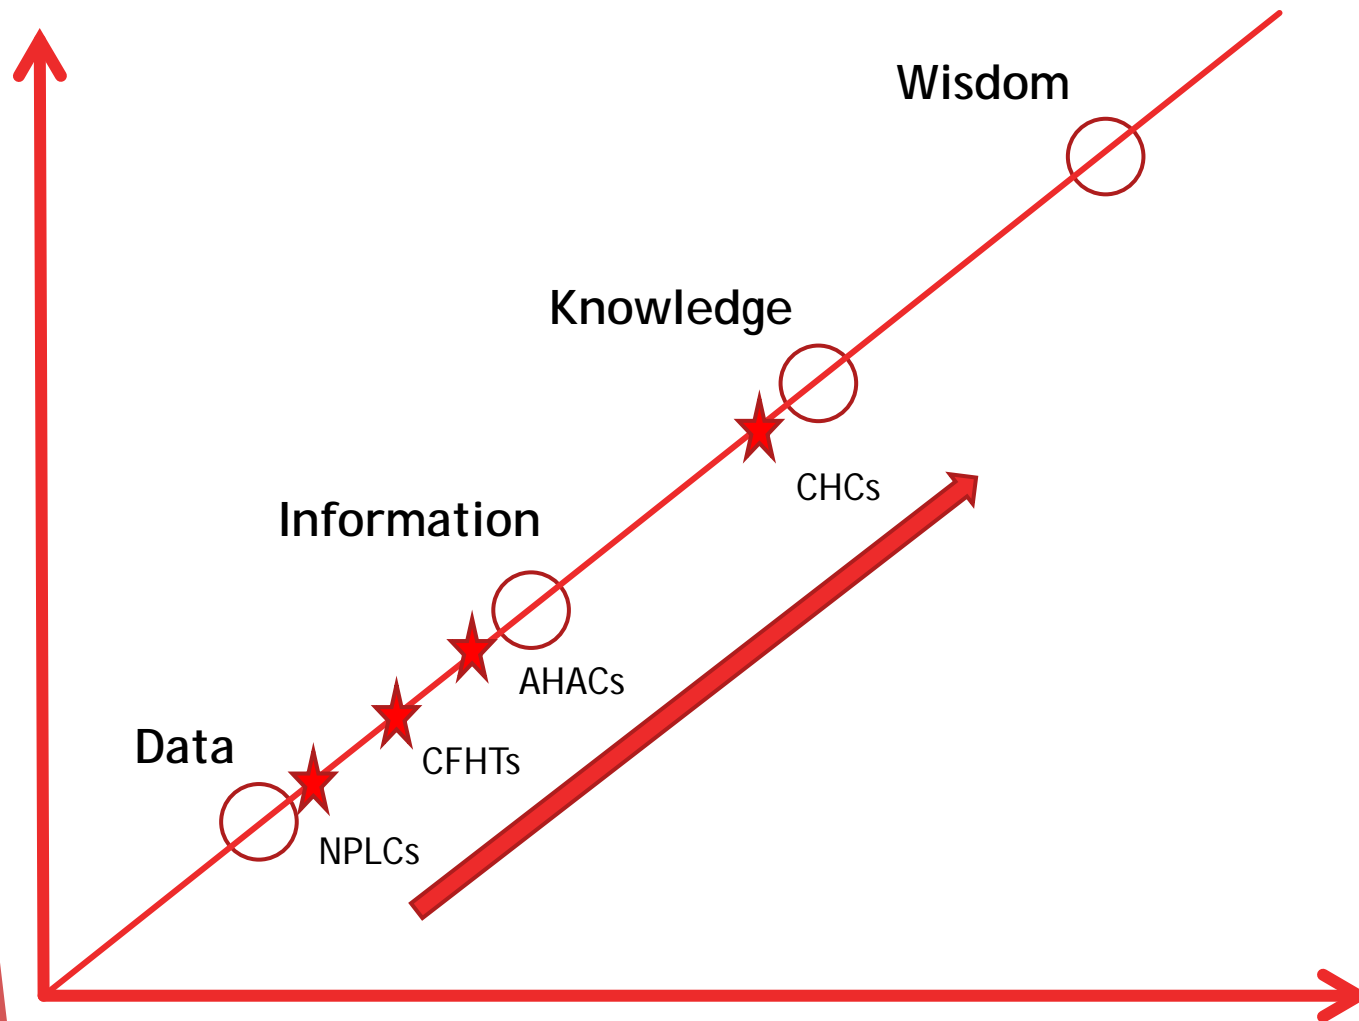 Wisdom
Knowledge
CHCs
Information
AHACs
Data
CFHTs
NPLCs